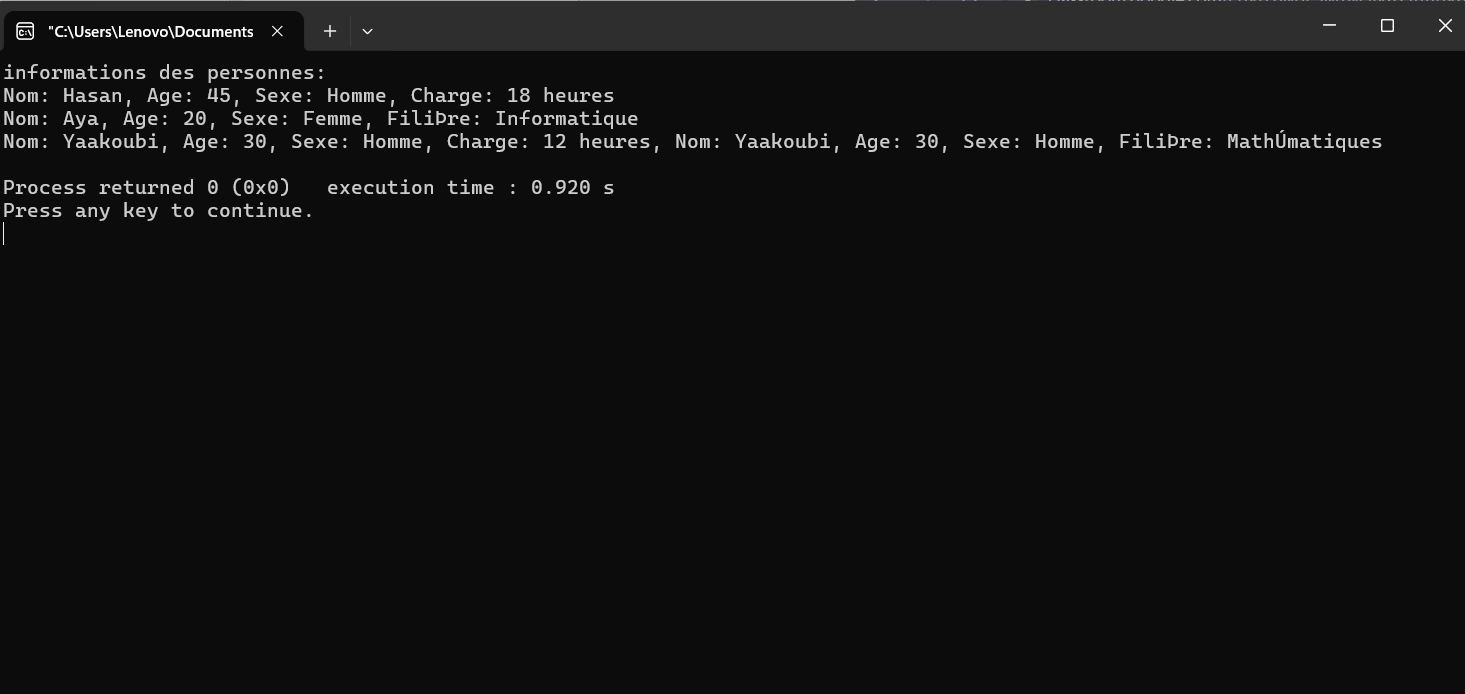 "C:\Users\Lenovo\Documents
informations des personnes:
Nom: Hasan, Age: 45, Sexe: Homme, Charge: 18 heures
Nom: Aya, Age: 20, Sexe: Femme, FiliÞre: Informatique
Nom: Yaakoubi, Age: 30, Sexe: Homme, Charge: 12 heures, Nom: Yaakoubi, Age: 30, Sexe: Homme, FiliÞre: MathÚmatiques
Process returned 0 (0x0)   execution time : 0.920 s
Press any key to continue.